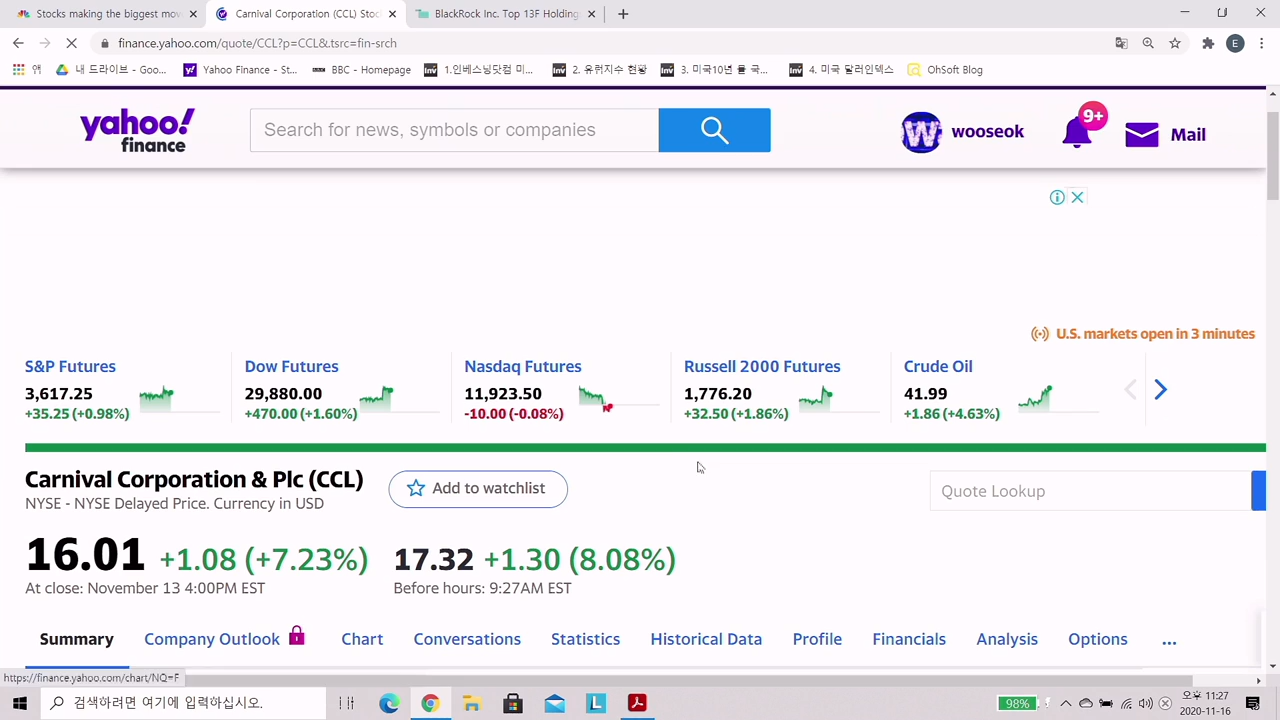 Stocks making the biggest mov
Carnival Corporation (CCL) Stoc
BlackRock Inc. Top 13F Holdings
finance.yahoo.com/quote/CCL?p=CCL&.tsrc=fin-srch
E
앱
내 드라이브 - Goo...
Yahoo Finance - St...
BBC - Homepage
1.인베스닝닷컴 미...
2. 유뤕지수 현황
3. 미국10년 뮬 국...
4. 미국 달러인덱스
OhSoft Blog
yahoo!
finance
Search for news, symbols or companies
W
wooseok
9+
Mail
U.S. markets open in 3 minutes
S&P Futures
3,617.25
+35.25 (+0.98%)
Dow Futures
29,880.00
+470.00 (+1.60%)
Nasdaq Futures
11,923.50
-10.00 (-0.08%)
Russell 2000 Futures
1,776.20
+32.50 (+1.86%)
Crude Oil
41.99
+1.86 (+4.63%)
Carnival Corporation & Plc (CCL)
Add to watchlist
NYSE - NYSE Delayed Price. Currency in USD
Quote Lookup
16.01 +1.08 (+7.23%)
At close: November 13 4:00PM EST
17.32 +1.30 (8.08%)
Before hours: 9:27AM EST
Summary
Company Outlook
Chart
Conversations
Statistics
Historical Data
Profile
Financials
Analysis
Options
...
https://finance.yahoo.com/chart/NQ=F
검색하려면 여기에 입력하십시오.
L
98%
오후 11:27
2020-11-16